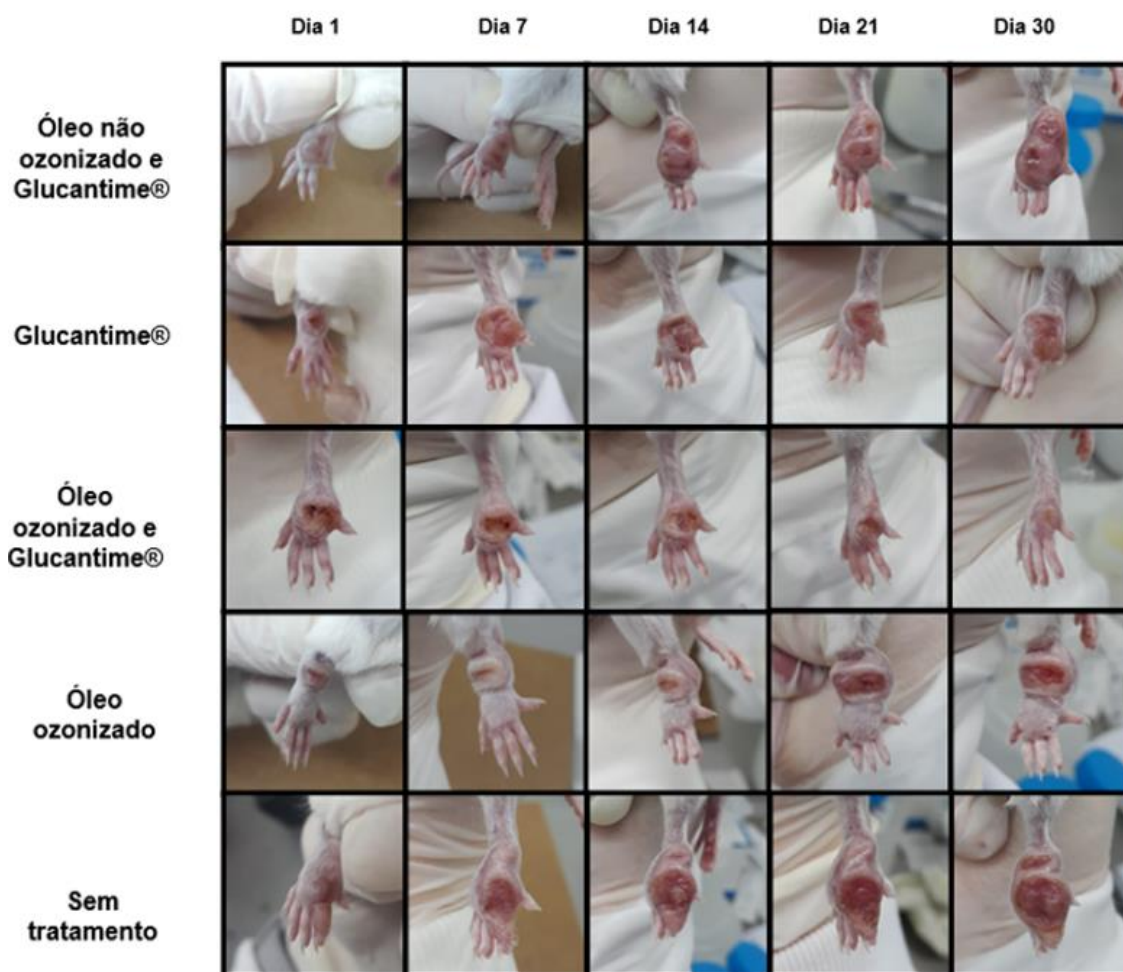 Dia 1 Dia 7 Dia 14 Dia 21 Dia 30
Óleo não
ozonizado e
Glucantime®
Glucantime®
Óleo
ozonizado e
Glucantime®
Óleo
ozonizado
Sem
tratamento